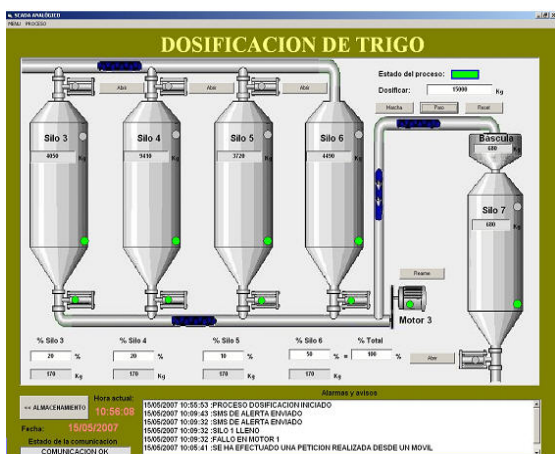 SCADA ANALÓGICO
MENU PROCESO
DOSIFICACION DE TRIGO
Estado del proceso:
Dosificar: 15000 Kg
Abrir Abrir Abrir
Marcha Paro Reset
Silo 3 Silo 4 Silo 5 Silo 6
4050 Kg 9410 Kg 3720 Kg 4490 Kg
Báscula
680 Kg
Silo 7
680 Kg
Rearme
Motor 3
% Silo 3 % Silo 4 % Silo 5 % Silo 6 % Total
20 % 20 % 10 % 50 % = 100 %
Abrir
170 Kg 170 Kg 170 Kg 170 Kg
<< ALMACENAMIENTO
Hora actual:
10:56:08
Fecha: 15/05/2007
Estado de la comunicacion
COMUNICACION OK
Alarmas y avisos
15/05/2007 10:55:53 :PROCESO DOSIFICACION INICIADO
15/05/2007 10:09:43 :SMS DE ALERTA ENVIADO
15/05/2007 10:09:32 :SMS DE ALERTA ENVIADO
15/05/2007 10:09:32 :SILO 1 LLENO
15/05/2007 10:09:32 :FALLO EN MOTOR 1
15/05/2007 10:05:41 :SE HA EFECTUADO UNA PETICION REALIZADA DESDE UN MOVIL